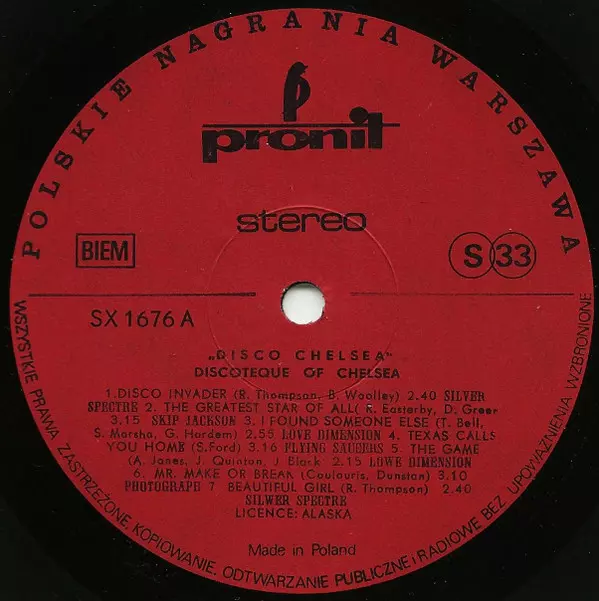 POLSKIE NAGRANIA WARSZAWA
pronit
stereo
BIEM
S 33
SX 1676 A
„DISCO CHELSEA"
DISCOTEQUE OF CHELSEA
1.DISCO INVADER (R. Thompson, B. Woolley) 2.40 SILVER
SPECTRE 2. THE GREATEST STAR OF ALL( R. Easterby, D. Greer
3.15 SKIP JACKSON 3. I FOUND SOMEONE ELSE (T. Bell,
S. Marsha, G. Hardem) 2.55 LOVE DIMENSION 4. TEXAS CALLS
YOU HOME (S.Ford) 3.16 FLYING SAUSERS 5. THE GAME
(A. Jones, J. Quintan, J Black 2.15 LOWE DIMENSION
6. MR. MAKE OR BREAK (Coulauris, Dunstan) 3.10
PHOTOGRAPH 7 BEAUTIFUL GIRL (R. Thompson) 2.40
SILWER SPECTRE
LICENCE: ALASKA
Made in Poland
WSZYSTKIE PRAWA ZASTRZEŻONE, KOPIOWANIE, ODTWARZANIE PUBLICZNE i RADIOWE BEZ UPOWAŻNIENIA WZBRONIONE